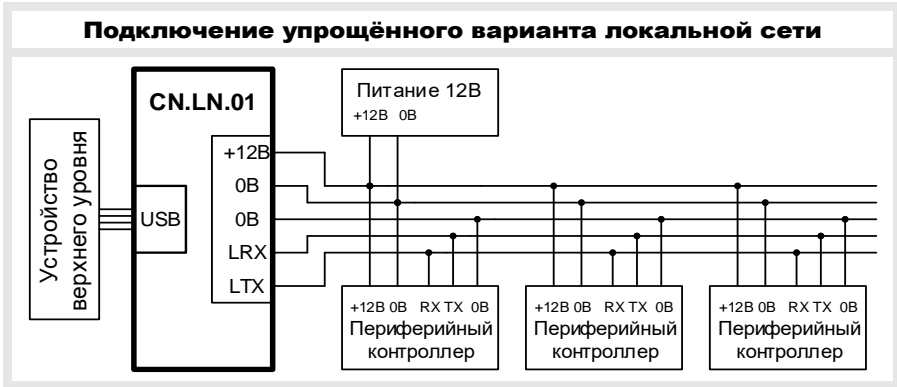 Подключение упрощённого варианта локальной сети
Устройство
верхнего уровня
CN.LN.01
USB
+12В
0В
0В
LRX
LTX
Питание 12В
+12В 0В
+12В 0В RX TX 0В
Периферийный
контроллер
+12В 0В RX TX 0В
Периферийный
контроллер
+12В 0В RX TX 0В
Периферийный
контроллер